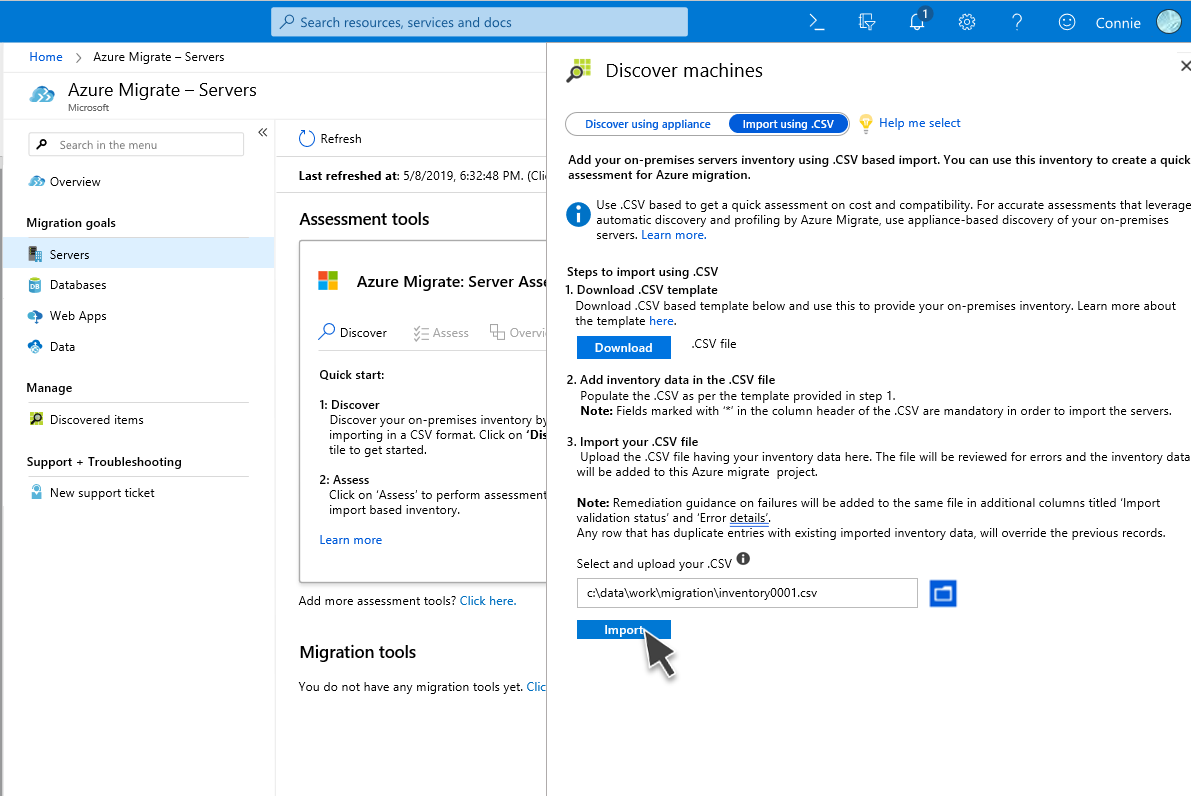 Search resources, services and docs
1
Connie
Home > Azure Migrate – Servers
Azure Migrate – Servers
Microsoft
Search in the menu
«
Overview
Migration goals
Servers
Databases
Web Apps
Data
Manage
Discovered items
Support + Troubleshooting
New support ticket
Refresh
Last refreshed at: 5/8/2019, 6:32:48 PM. (Clic
Assessment tools
Azure Migrate: Server Asse
Discover
Assess
Overvi
Quick start:
1: Discover
Discover your on-premises inventory by
importing in a CSV format. Click on ‘Dis
tile to get started.
2: Assess
Click on ‘Assess’ to perform assessment
import based inventory.
Learn more
Add more assessment tools? Click here.
Migration tools
You do not have any migration tools yet. Clic
Discover machines
Discover using appliance
Import using .CSV
Help me select
Add your on-premises servers inventory using .CSV based import. You can use this inventory to create a quick
assessment for Azure migration.
Use .CSV based to get a quick assessment on cost and compatibility. For accurate assessments that leverage
automatic discovery and profiling by Azure Migrate, use appliance-based discovery of your on-premises
servers. Learn more.
Steps to import using .CSV
1. Download .CSV template
Download .CSV based template below and use this to provide your on-premises inventory. Learn more about
the template here.
Download
.CSV file
2. Add inventory data in the .CSV file
Populate the .CSV as per the template provided in step 1.
Note: Fields marked with ‘*’ in the column header of the .CSV are mandatory in order to import the servers.
3. Import your .CSV file
Upload the .CSV file having your inventory data here. The file will be reviewed for errors and the inventory data
will be added to this Azure migrate project.
Note: Remediation guidance on failures will be added to the same file in additional columns titled ‘Import
validation status’ and ‘Error details’.
Any row that has duplicate entries with existing imported inventory data, will override the previous records.
Select and upload your .CSV
c:\data\work\migration\inventory0001.csv
Import